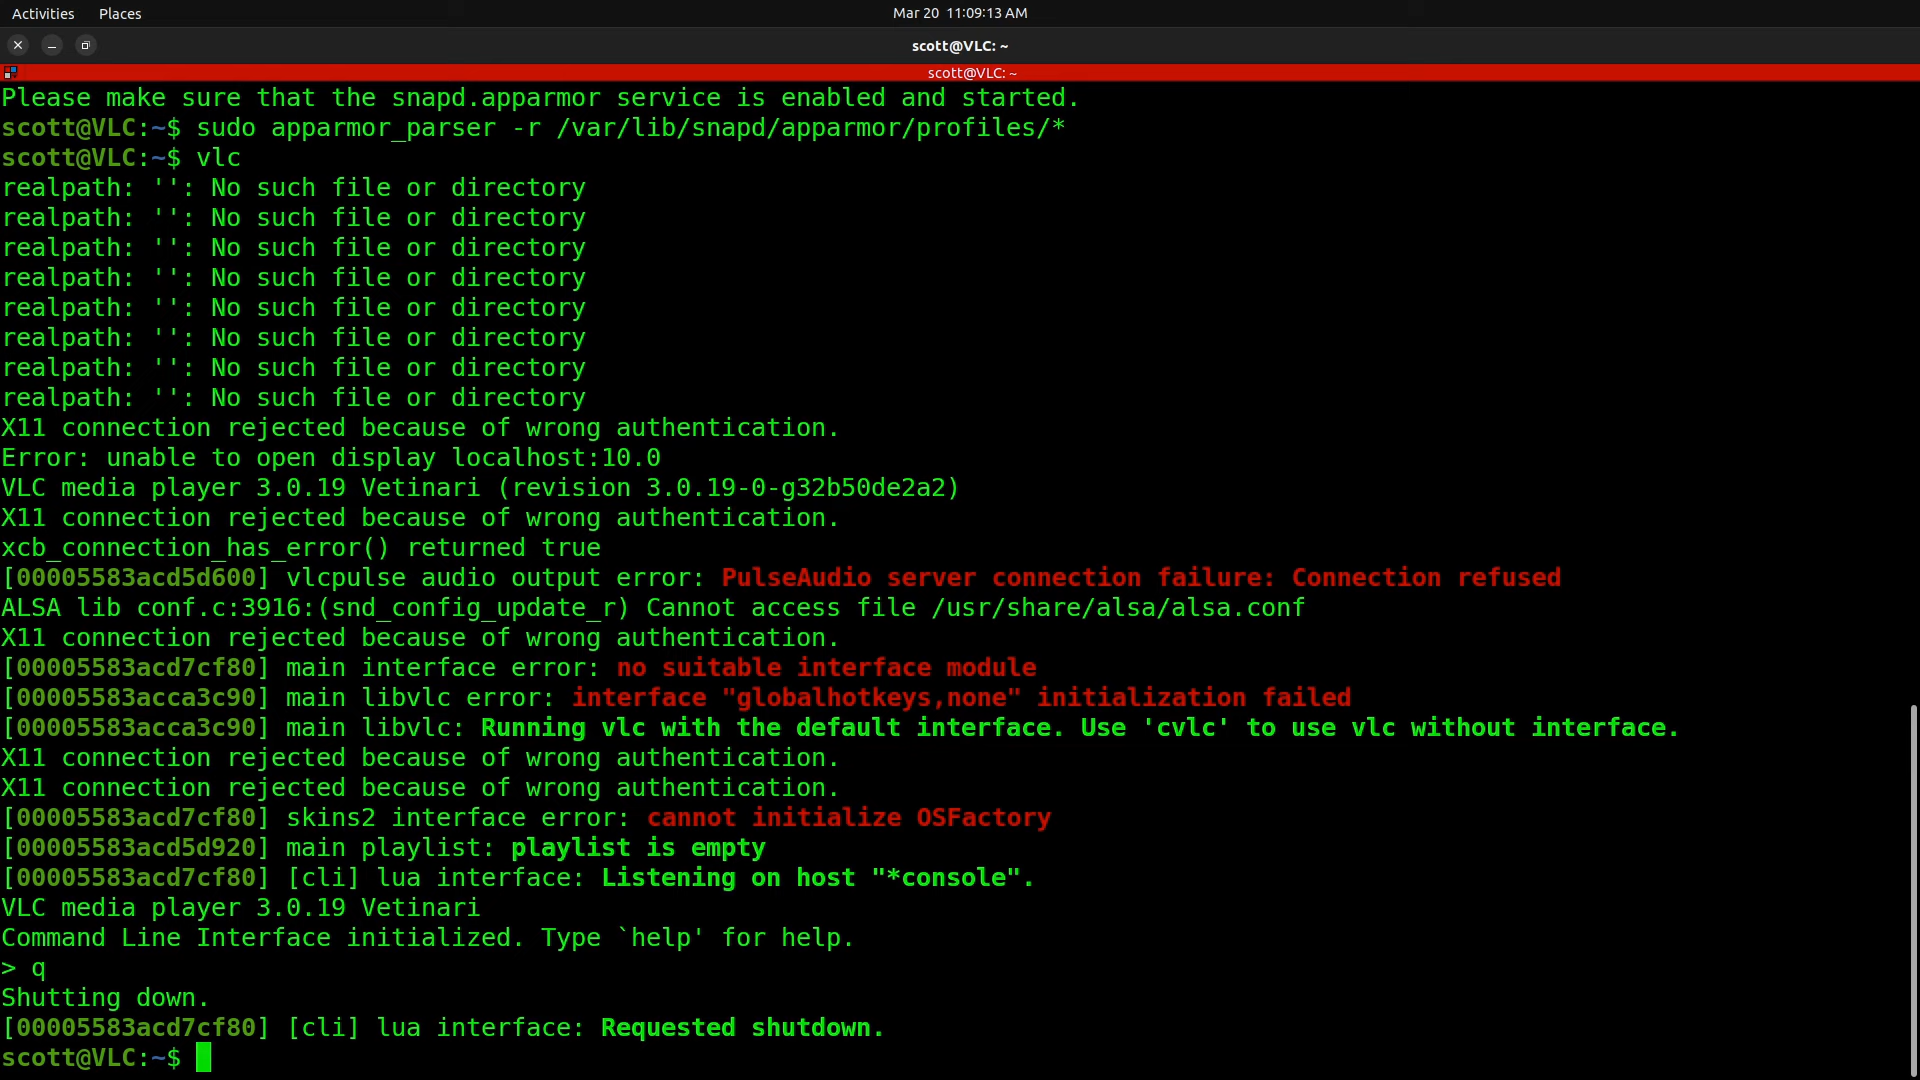 Activities Places Mar 20 11:09:13 AM
scott@VLC: ~
scott@VLC: ~
Please make sure that the snapd.apparmor service is enabled and started.
scott@VLC:~$ sudo apparmor_parser -r /var/lib/snapd/apparmor/profiles/*
scott@VLC:~$ vlc
realpath: '': No such file or directory
realpath: '': No such file or directory
realpath: '': No such file or directory
realpath: '': No such file or directory
realpath: '': No such file or directory
realpath: '': No such file or directory
realpath: '': No such file or directory
realpath: '': No such file or directory
X11 connection rejected because of wrong authentication.
Error: unable to open display localhost:10.0
VLC media player 3.0.19 Vetinari (revision 3.0.19-0-g32b50de2a2)
X11 connection rejected because of wrong authentication.
xcb_connection_has_error() returned true
[00005583acd5d600] vlcpulse audio output error: PulseAudio server connection failure: Connection refused
ALSA lib conf.c:3916:(snd_config_update_r) Cannot access file /usr/share/alsa/alsa.conf
X11 connection rejected because of wrong authentication.
[00005583acd7cf80] main interface error: no suitable interface module
[00005583acca3c90] main libvlc error: interface "globalhotkeys,none" initialization failed
[00005583acca3c90] main libvlc: Running vlc with the default interface. Use 'cvlc' to use vlc without interface.
X11 connection rejected because of wrong authentication.
X11 connection rejected because of wrong authentication.
[00005583acd7cf80] skins2 interface error: cannot initialize OSFactory
[00005583acd5d920] main playlist: playlist is empty
[00005583acd7cf80] [cli] lua interface: Listening on host "*console".
VLC media player 3.0.19 Vetinari
Command Line Interface initialized. Type `help' for help.
> q
Shutting down.
[00005583acd7cf80] [cli] lua interface: Requested shutdown.
scott@VLC:~$